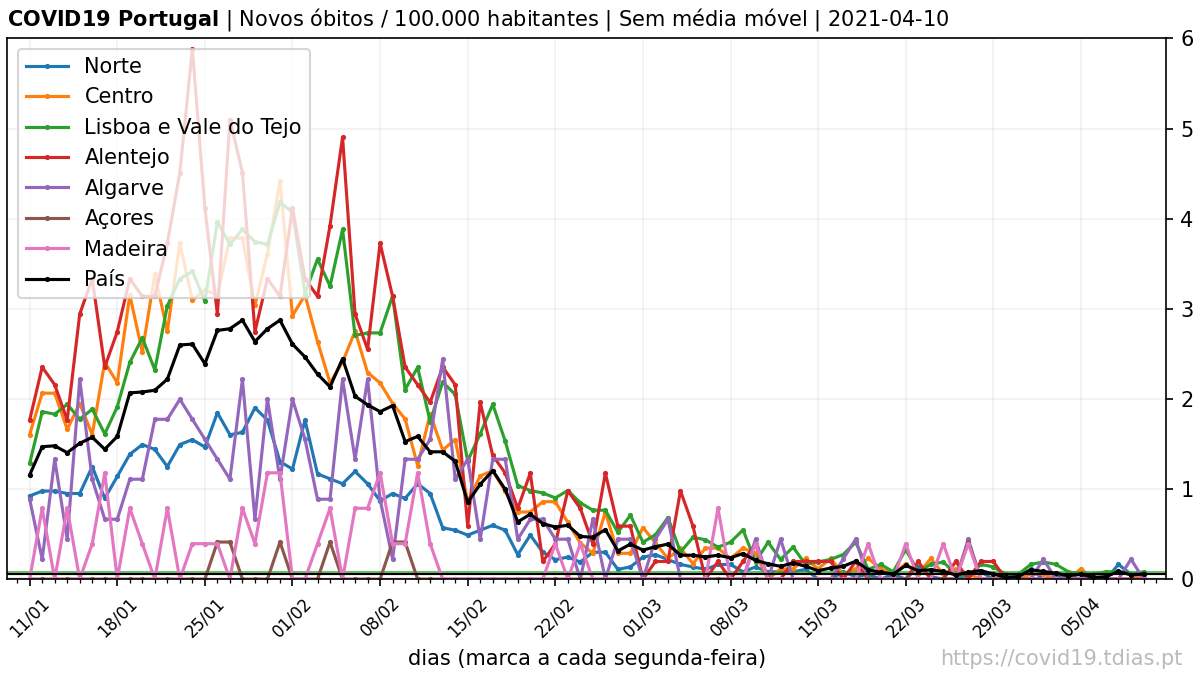 COVID19 Portugal | Novos óbitos / 100.000 habitantes | Sem média móvel | 2021-04-10
Norte
Centro
Lisboa e Vale do Tejo
Alentejo
Algarve
Açores
Madeira
País
6
5
4
3
2
1
0
11/01
18/01
25/01
01/02
08/02
15/02
22/02
01/03
08/03
15/03
22/03
29/03
05/04
dias (marca a cada segunda-feira)
https://covid19.tdias.pt